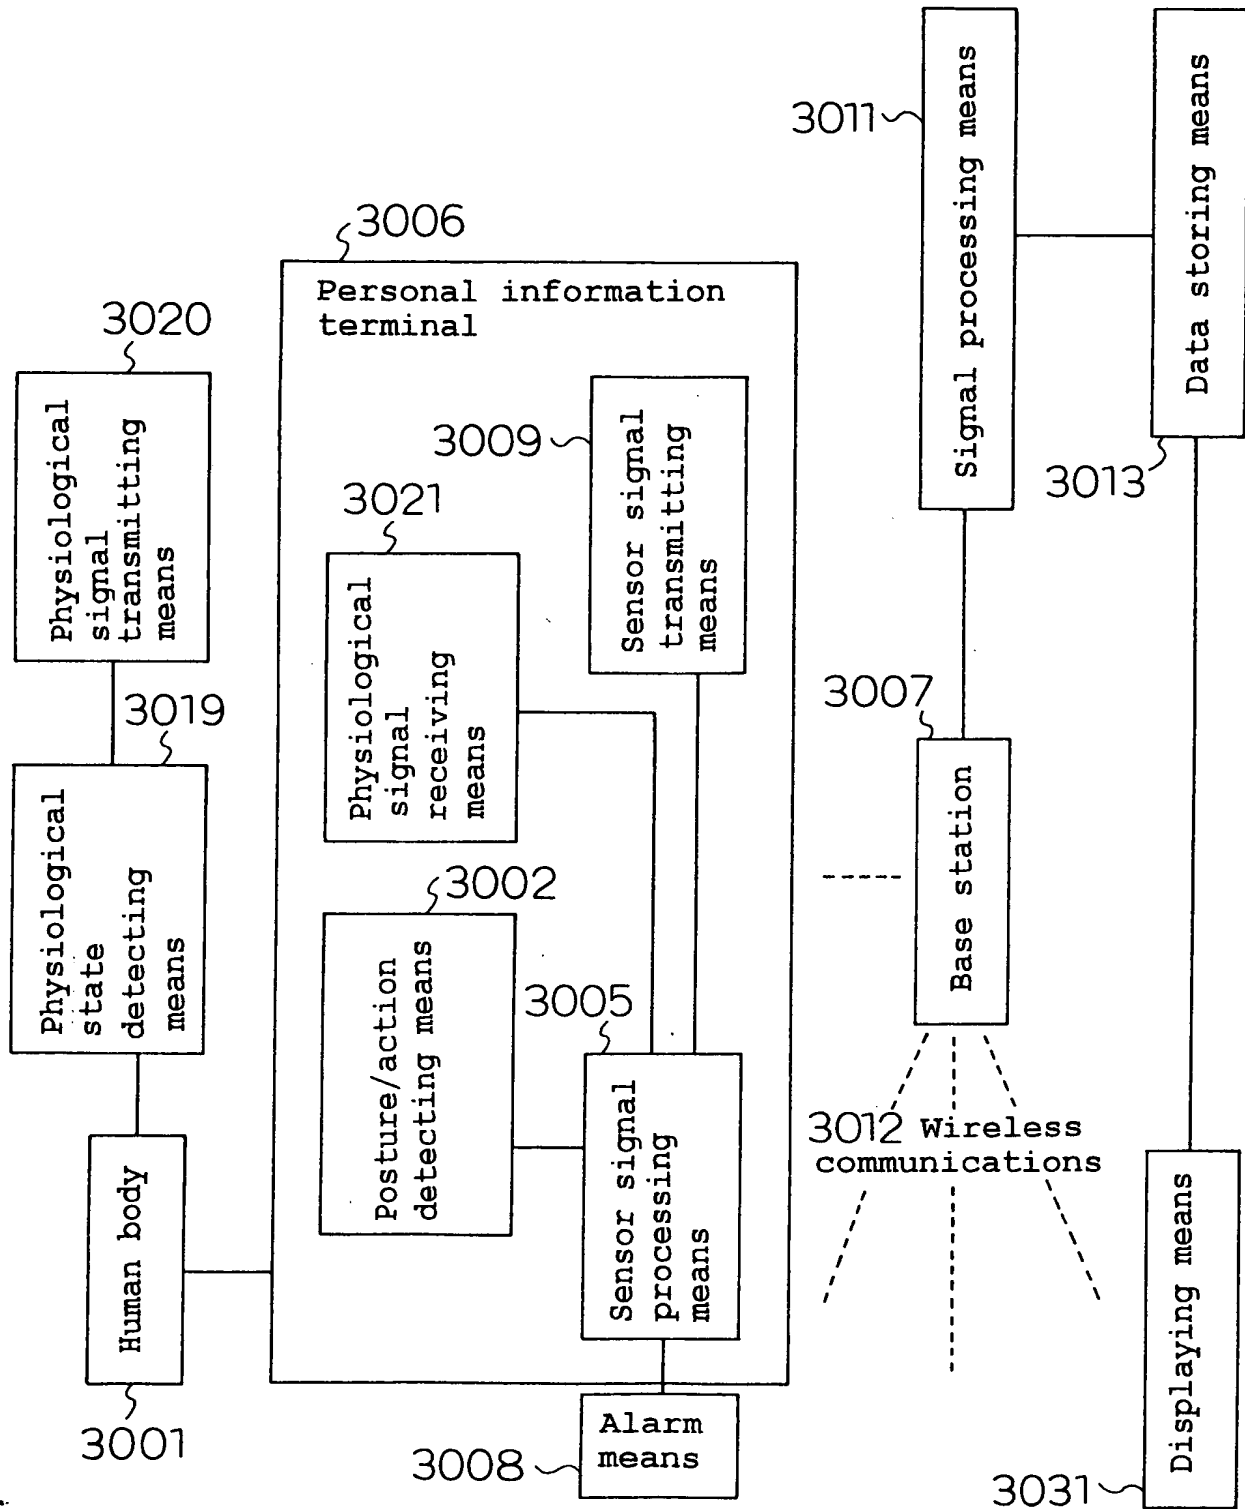 3020
Physiological
signal
transmitting
means
3019
Physiological
state
detecting
means
Human body
3001
3006
Personal information
terminal
3021
Physiological
signal
receiving
means
3009
Sensor signal
transmitting
means
3002
Posture/action
detecting means
3005
Sensor signal
processing
means
Alarm
means
3008
3011
Signal processing means
3013
Data storing means
3007
Base station
3012 Wireless
communications
Displaying means
3031